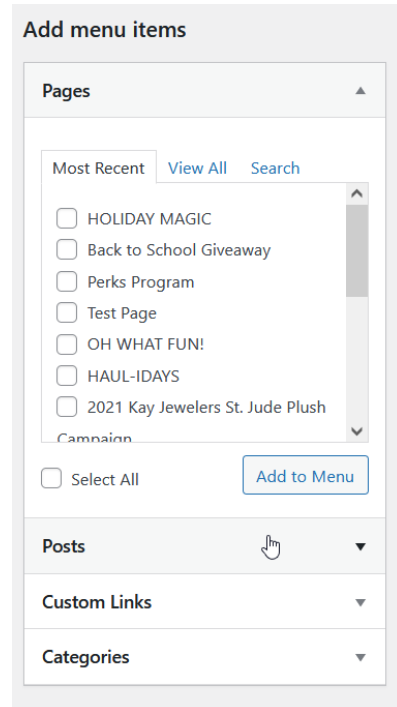 Add menu items
Pages
Most Recent View All Search
HOLIDAY MAGIC
Back to School Giveaway
Perks Program
Test Page
OH WHAT FUN!
HAUL-IDAYS
2021 Kay Jewelers St. Jude Plush
Campaign
Select All Add to Menu
Posts
Custom Links
Categories